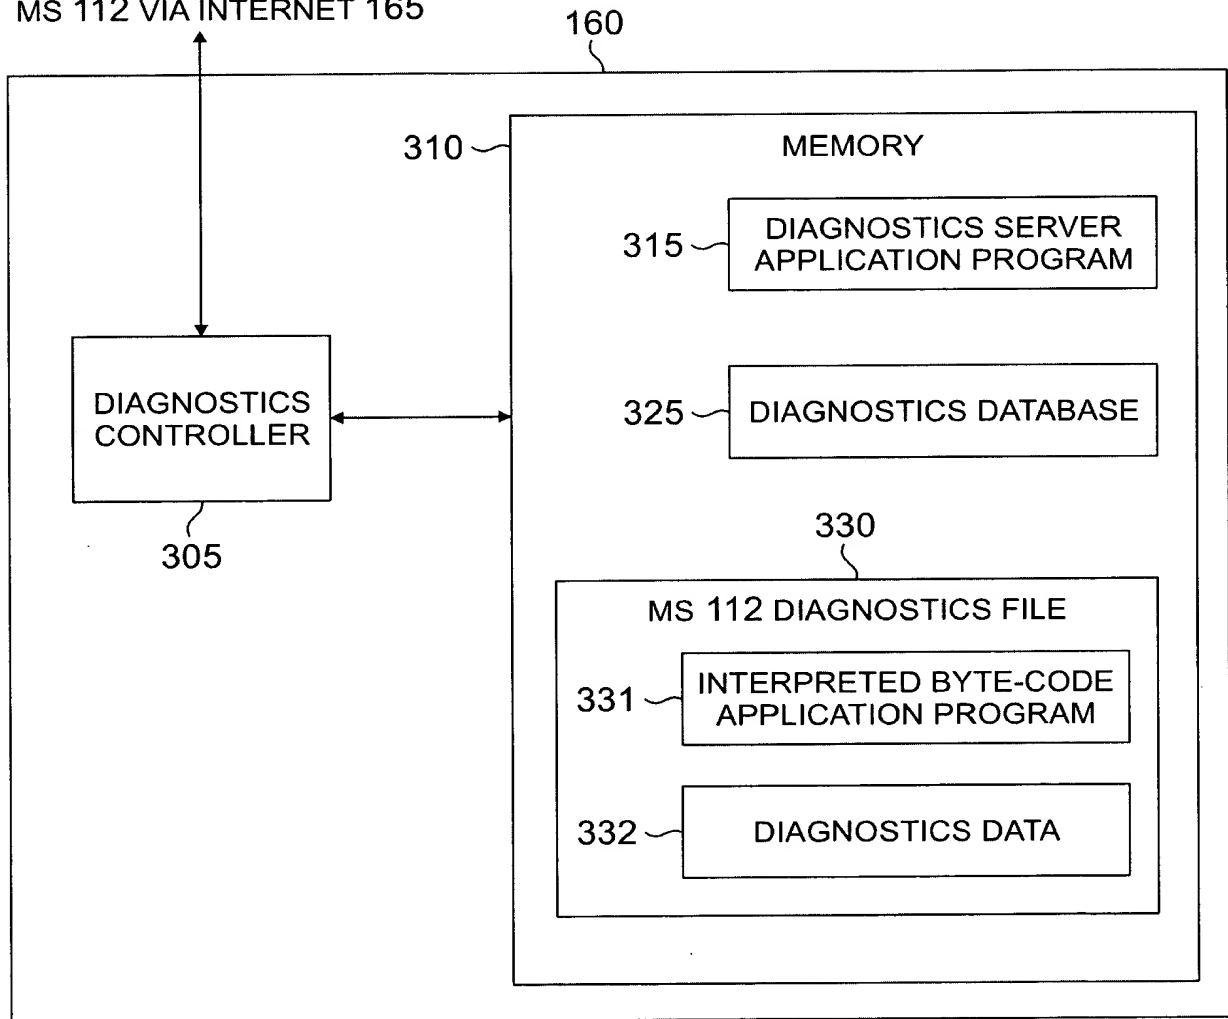 MS 112 VIA INTERNET 165
160
310
MEMORY
315
DIAGNOSTICS SERVER
APPLICATION PROGRAM
DIAGNOSTICS
CONTROLLER
305
325
DIAGNOSTICS DATABASE
330
MS 112 DIAGNOSTICS FILE
331
INTERPRETED BYTE-CODE
APPLICATION PROGRAM
332
DIAGNOSTICS DATA